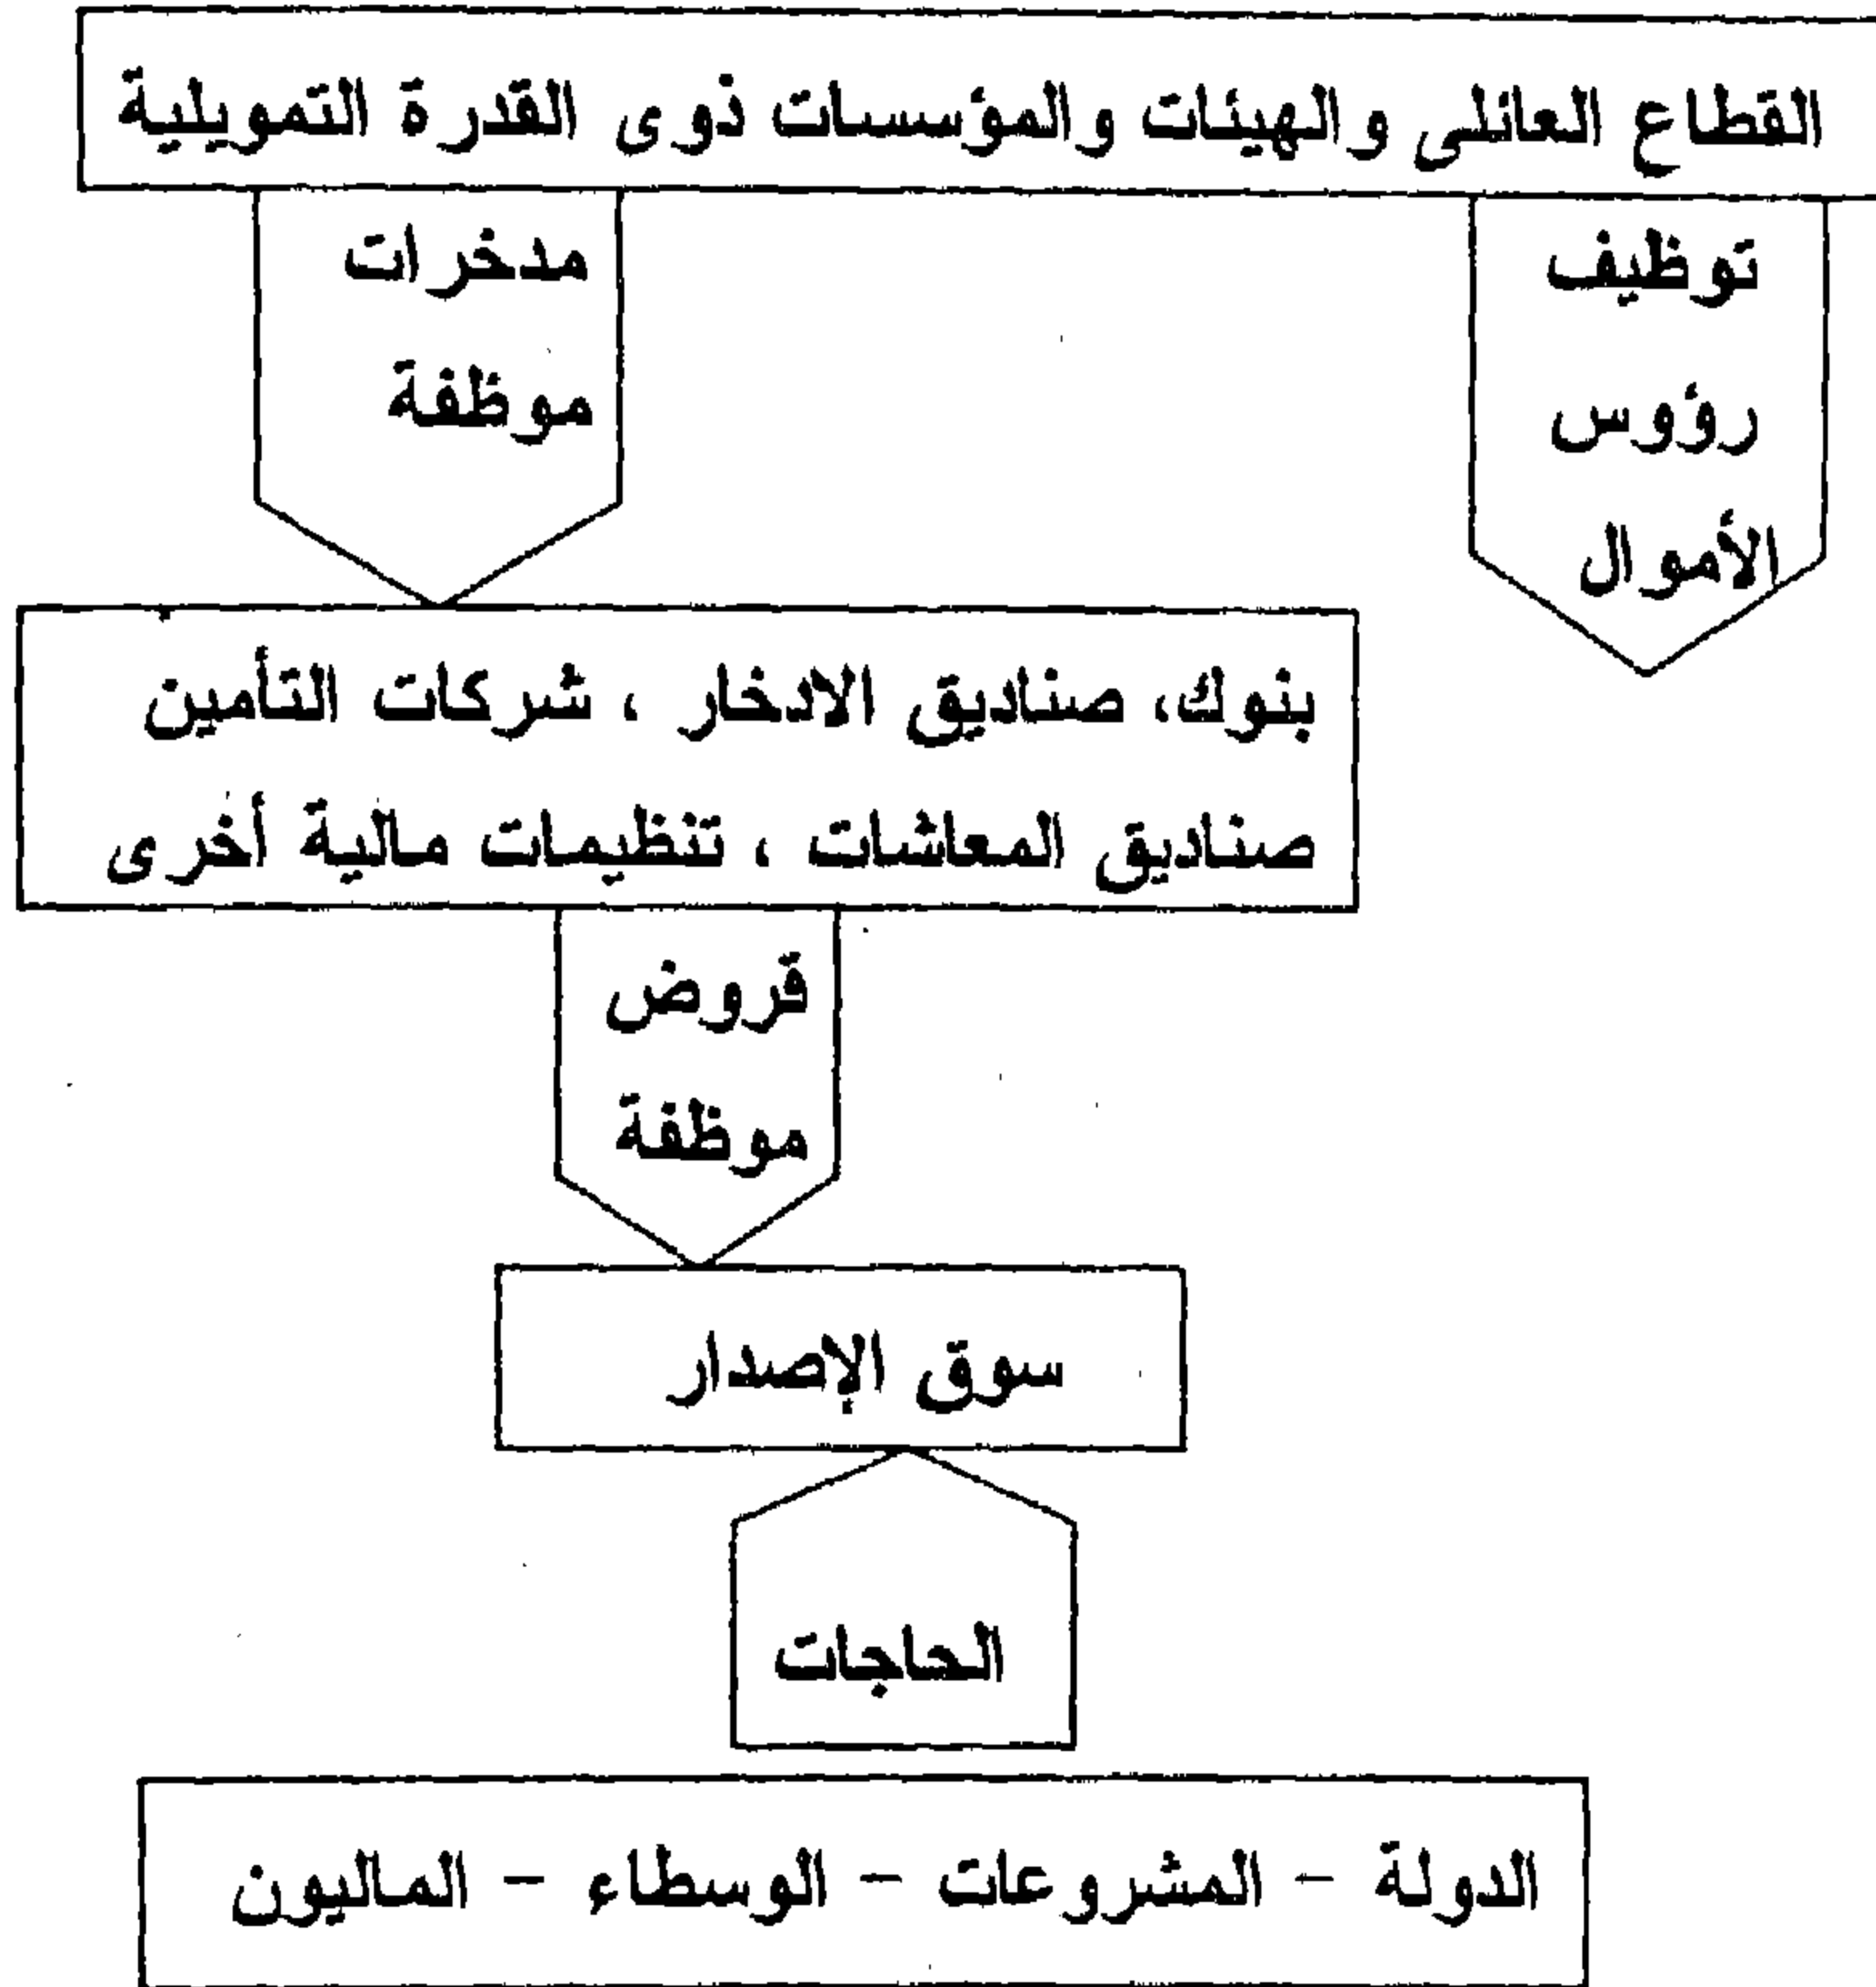 القطاع العائلى والهيئات والمؤسسات ذوى القدرة التمويلية
توظيف
رؤوس
الأموال
مدخرات
موظفة
بنوك، صناديق الادخار ، شركات التأمين
صناديق المعاشات ، تنظيمات مالية أخرى
قروض
موظفة
سوق الإصدار
الحاجات
الدولة – المشروعات – الوسطاء – الماليون